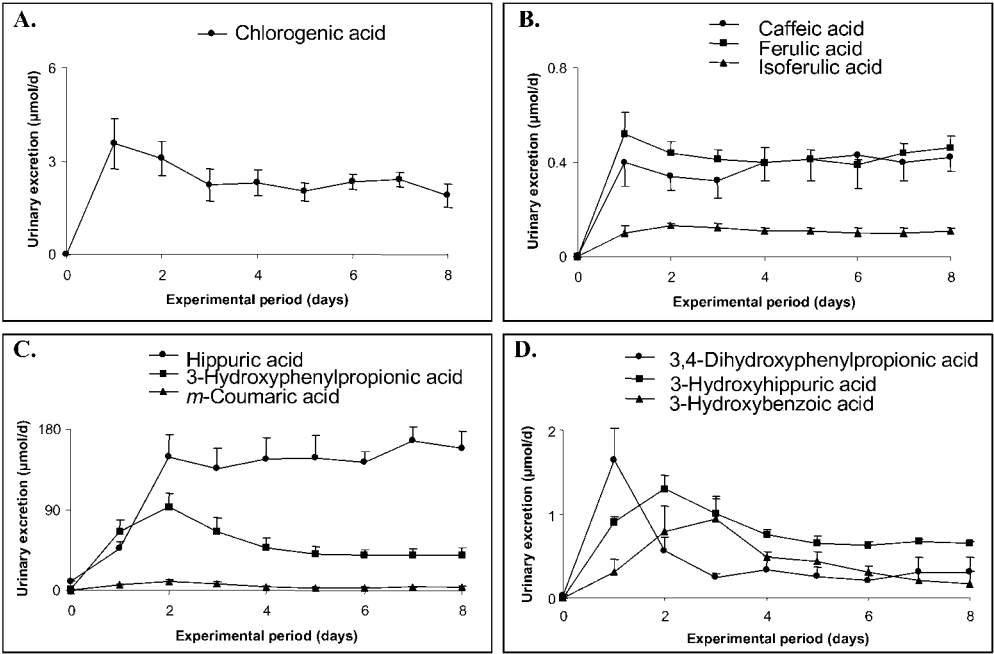 A.
Chlorogenic acid
Urinary excretion (µmol/d)
6
3
0
0 2 4 6 8
Experimental period (days)
B.
Caffeic acid
Ferulic acid
Isoferulic acid
Urinary excretion (µmol/d)
0.8
0.4
0
0 2 4 6 8
Experimental period (days)
C.
Hippuric acid
3-Hydroxyphenylpropionic acid
m-Coumaric acid
Urinary excretion (µmol/d)
180
90
0
0 2 4 6 8
Experimental period (days)
D.
3,4-Dihydroxyphenylpropionic acid
3-Hydroxyhippuric acid
3-Hydroxybenzoic acid
Urinary excretion (µmol/d)
2
1
0
0 2 4 6 8
Experimental period (days)